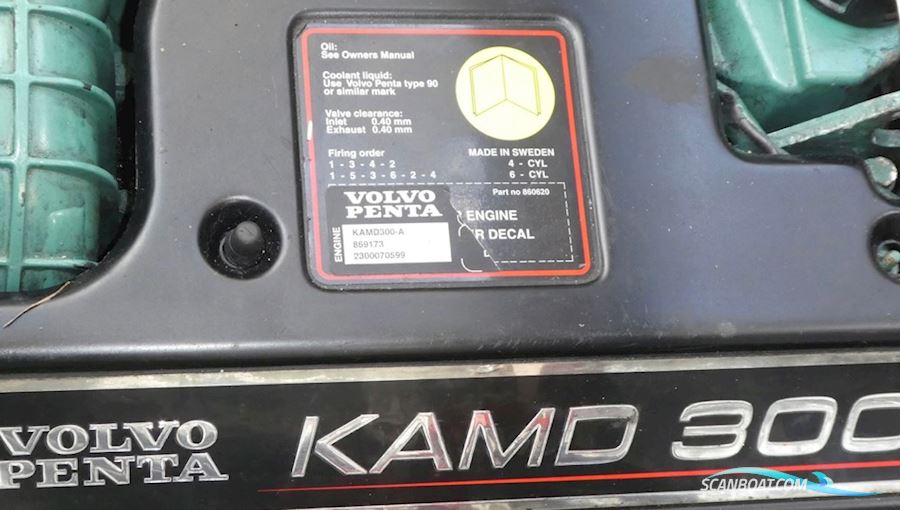 Oil:
See Owners Manual
Coolant liquid:
Use Volvo Penta type 90
or similar mark
Valve clearance:
Inlet 0.40 mm
Exhaust 0.40 mm
Firing order
1 - 3 - 4 - 2
1 - 5 - 3 - 6 - 2 - 4
MADE IN SWEDEN
4 - CYL
6 - CYL
Part no 860620
VOLVO
PENTA
ENGINE
KAMD300-A
869173
2300070599
ENGINE
R DECAL
VOLVO
PENTA
KAMD 300
SCANBOAT.COM